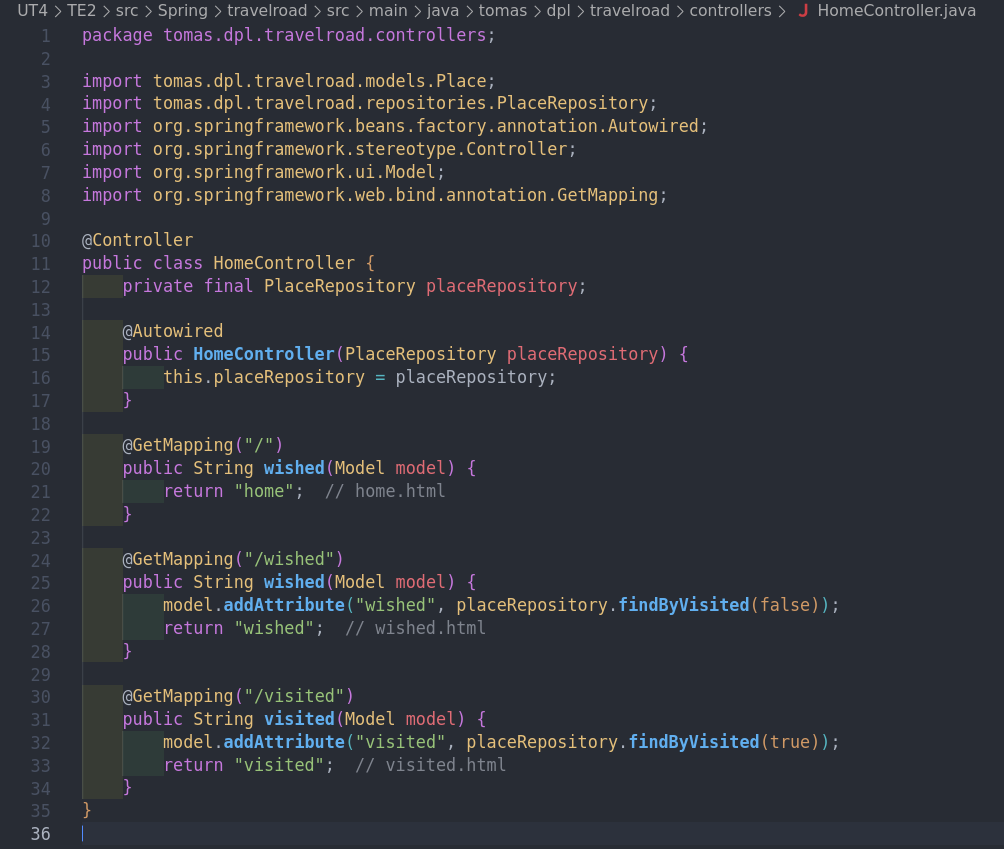 UT4 > TE2 > src > Spring > travelroad > src > main > java > tomas > dpl > travelroad > controllers > J HomeController.java
1 package tomas.dpl.travelroad.controllers;
2
3 import tomas.dpl.travelroad.models.Place;
4 import tomas.dpl.travelroad.repositories.PlaceRepository;
5 import org.springframework.beans.factory.annotation.Autowired;
6 import org.springframework.stereotype.Controller;
7 import org.springframework.ui.Model;
8 import org.springframework.web.bind.annotation.GetMapping;
9
10 @Controller
11 public class HomeController {
12     private final PlaceRepository placeRepository;
13
14     @Autowired
15     public HomeController(PlaceRepository placeRepository) {
16         this.placeRepository = placeRepository;
17     }
18
19     @GetMapping("/")
20     public String wished(Model model) {
21         return "home";  // home.html
22     }
23
24     @GetMapping("/wished")
25     public String wished(Model model) {
26         model.addAttribute("wished", placeRepository.findByVisited(false));
27         return "wished";  // wished.html
28     }
29
30     @GetMapping("/visited")
31     public String visited(Model model) {
32         model.addAttribute("visited", placeRepository.findByVisited(true));
33         return "visited";  // visited.html
34     }
35 }
36